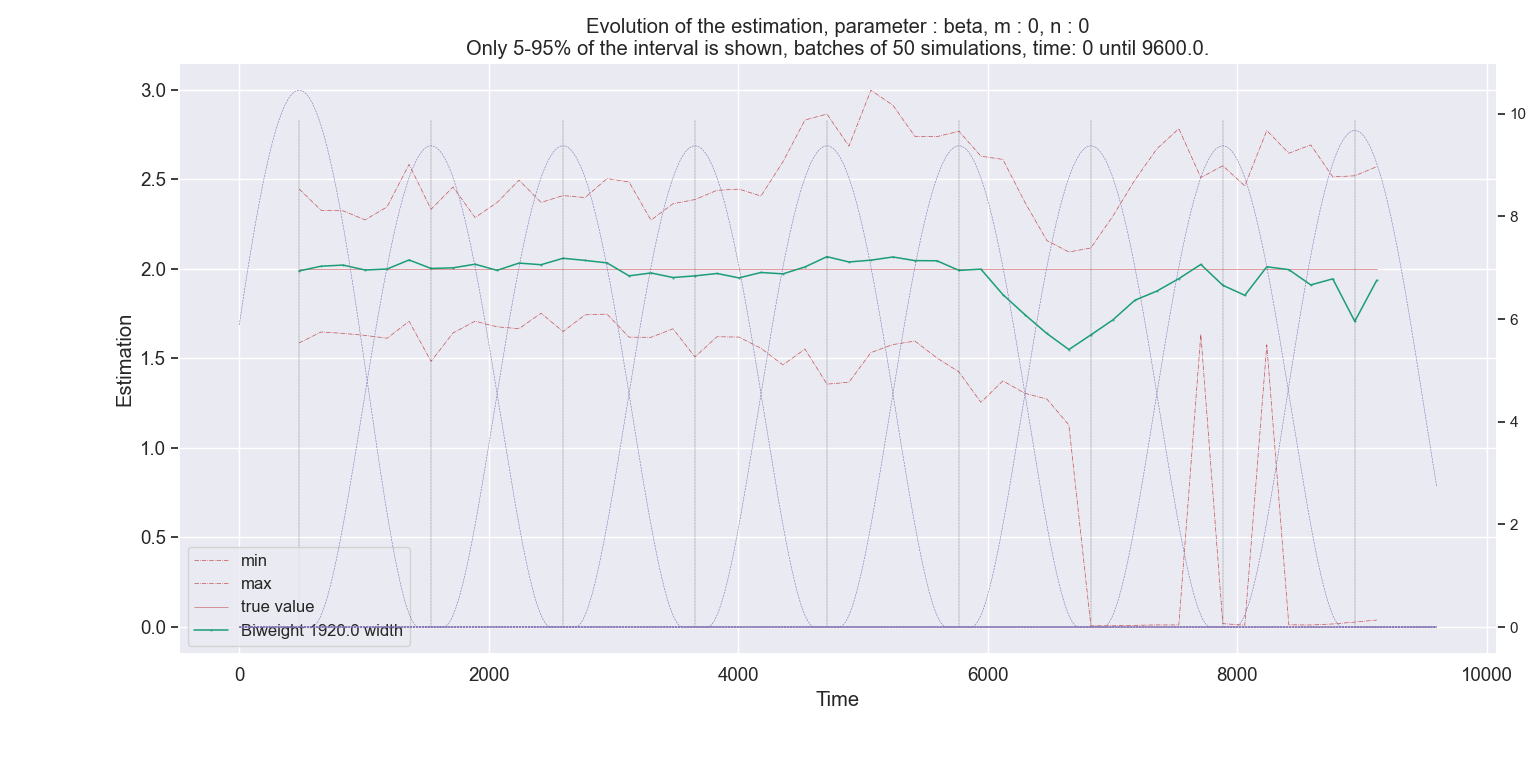 Evolution of the estimation, parameter : beta, m : 0, n : 0
Only 5-95% of the interval is shown, batches of 50 simulations, time: 0 until 9600.0.
Estimation
3.0
2.5
2.0
1.5
1.0
0.5
0.0
10
8
6
4
2
0
min
max
true value
Biweight 1920.0 width
0 2000 4000 6000 8000 10000
Time